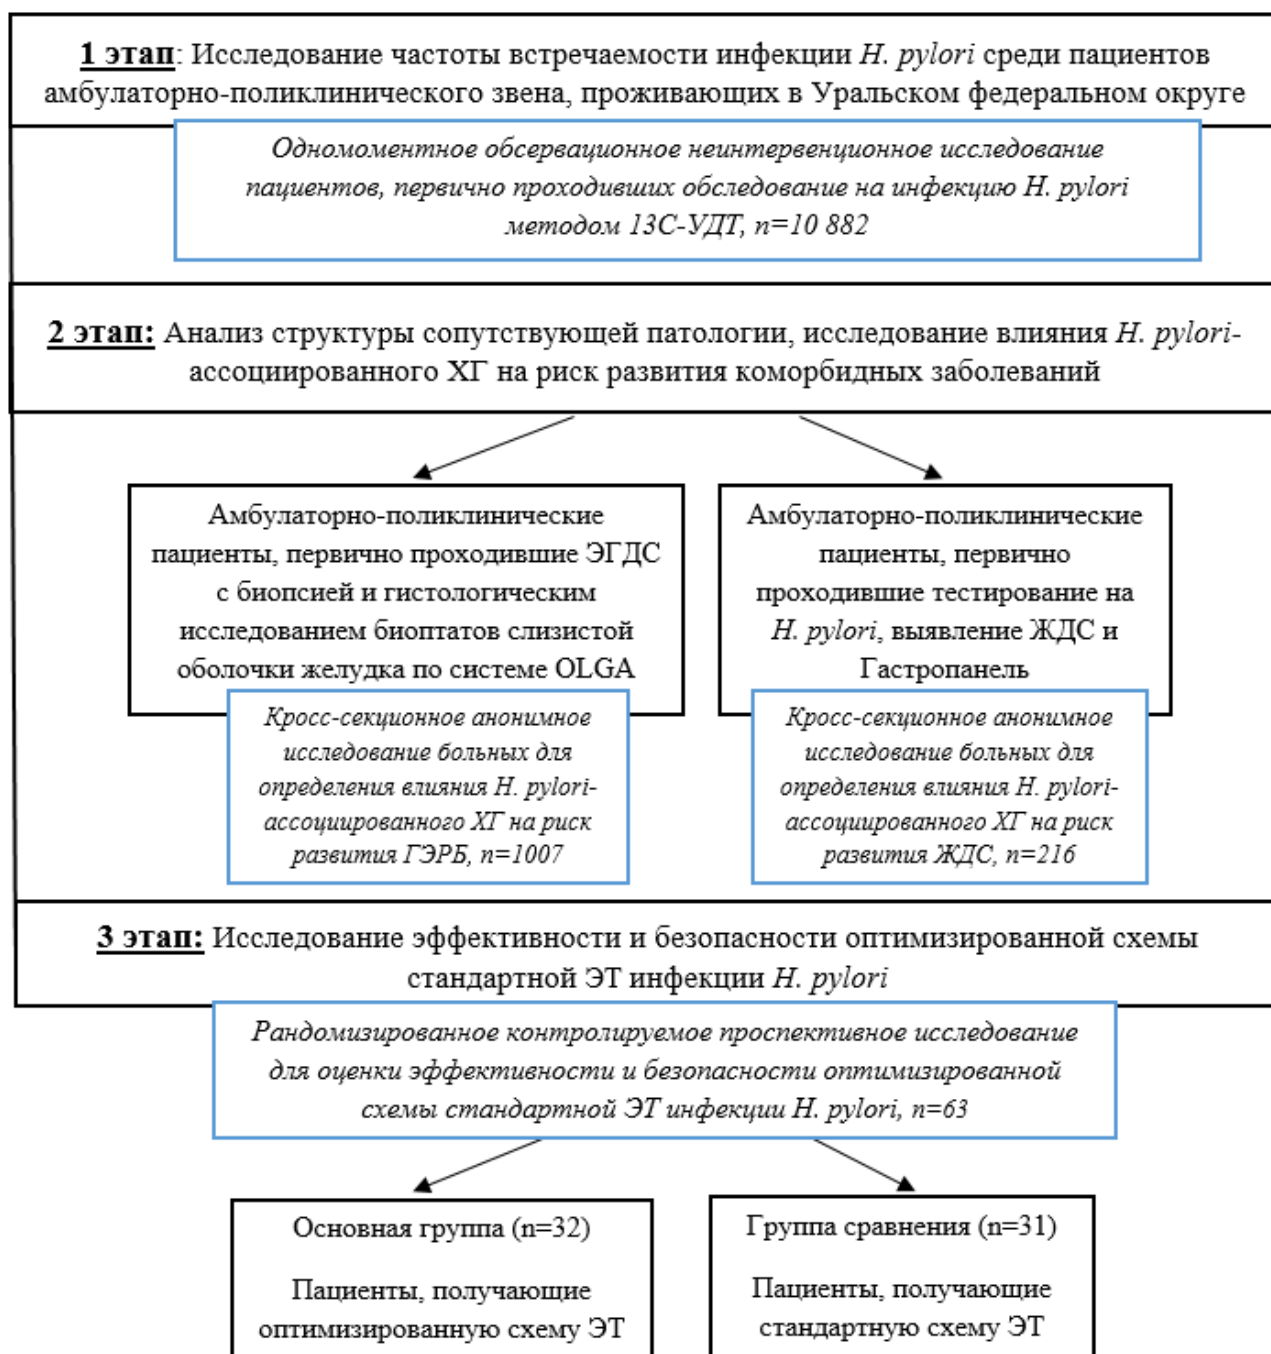 1 этап: Исследование частоты встречаемости инфекции H. pylori среди пациентов
амбулаторно-поликлинического звена, проживающих в Уральском федеральном округе
Одномоментное обсервационное неинтервенционное исследование
пациентов, первично проходивших обследование на инфекцию H. pylori
методом 13С-УДТ, n=10 882
2 этап: Анализ структуры сопутствующей патологии, исследование влияния H. pylori-
ассоциированного ХГ на риск развития коморбидных заболеваний
Амбулаторно-поликлинические
пациенты, первично проходившие ЭГДС
с биопсией и гистологическим
исследованием биоптатов слизистой
оболочки желудка по системе OLGA
Кросс-секционное анонимное
исследование больных для
определения влияния H. pylori-
ассоциированного ХГ на риск
развития ГЭРБ, n=1007
Амбулаторно-поликлинические
пациенты, первично
проходившие тестирование на
H. pylori, выявление ЖДС и
Гастропанель
Кросс-секционное анонимное
исследование больных для
определения влияния H. pylori-
ассоциированного ХГ на риск
развития ЖДС, n=216
3 этап: Исследование эффективности и безопасности оптимизированной схемы
стандартной ЭТ инфекции H. pylori
Рандомизированное контролируемое проспективное исследование
для оценки эффективности и безопасности оптимизированной
схемы стандартной ЭТ инфекции H. pylori, n=63
Основная группа (n=32)
Пациенты, получающие
оптимизированную схему ЭТ
Группа сравнения (n=31)
Пациенты, получающие
стандартную схему ЭТ